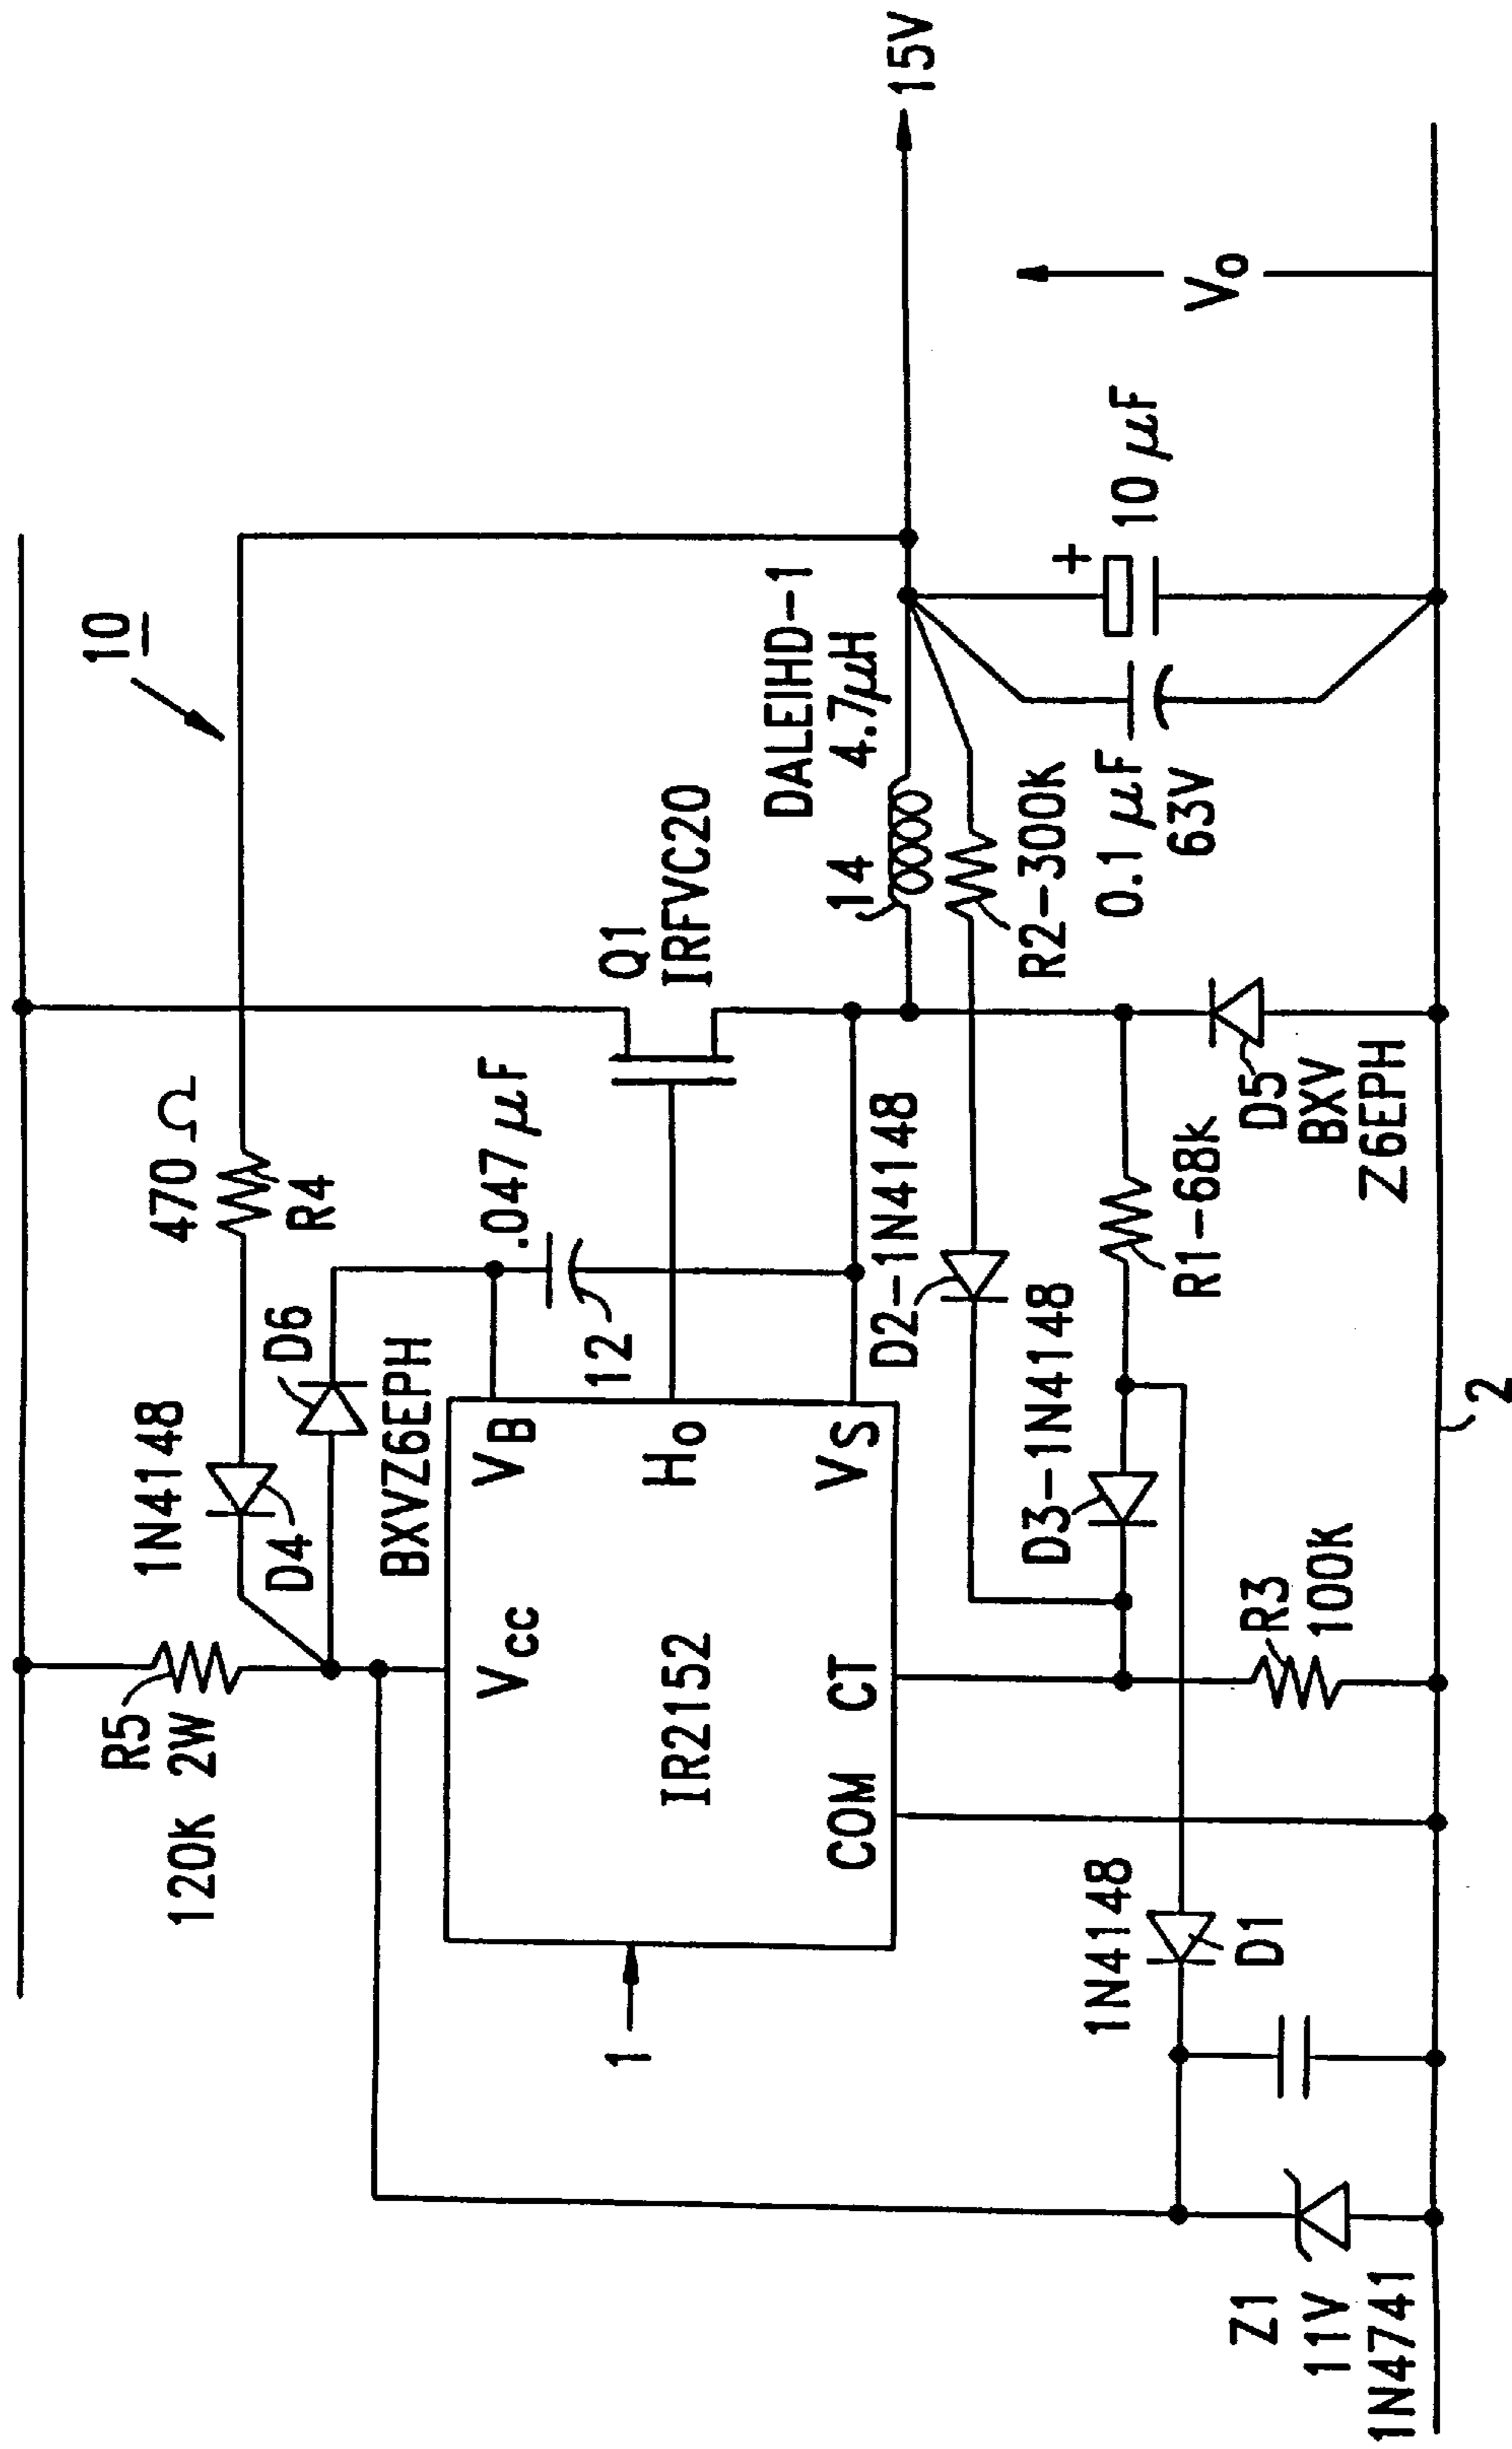 10
R5
120K 2W
1N4148
D4
470 Ω
R4
D6
BXVZ6EPH
.047 μF
12
Q1
IRFVC20
DALEIHD-1
4.7μH
14
15V
1
VCC
VB
IR2152
HO
COM
CT
VS
D2-1N4148
R2-300K
D3-1N4148
R1-68k
0.1 μF
63V
+
10 μF
VO
1N4148
D1
R3
100K
D5
BXV
Z6EPH
Z1
11V
1N4741
2